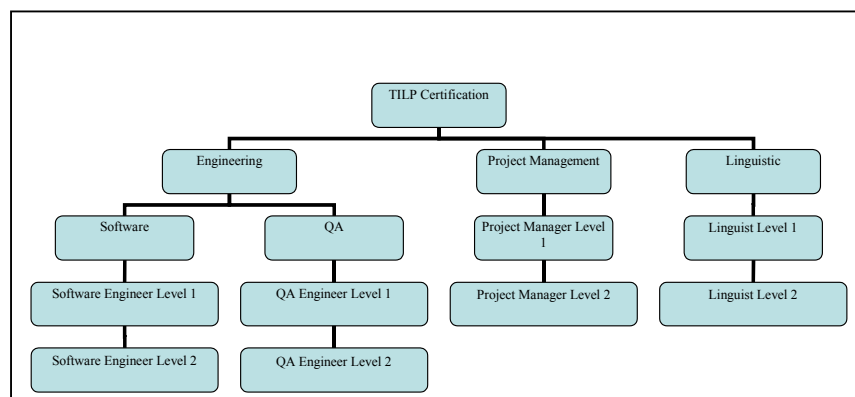 TILP Certification
Engineering
Project Management
Linguistic
Software
QA
Project Manager Level
1
Linguist Level 1
Software Engineer Level 1
QA Engineer Level 1
Project Manager Level 2
Linguist Level 2
Software Engineer Level 2
QA Engineer Level 2